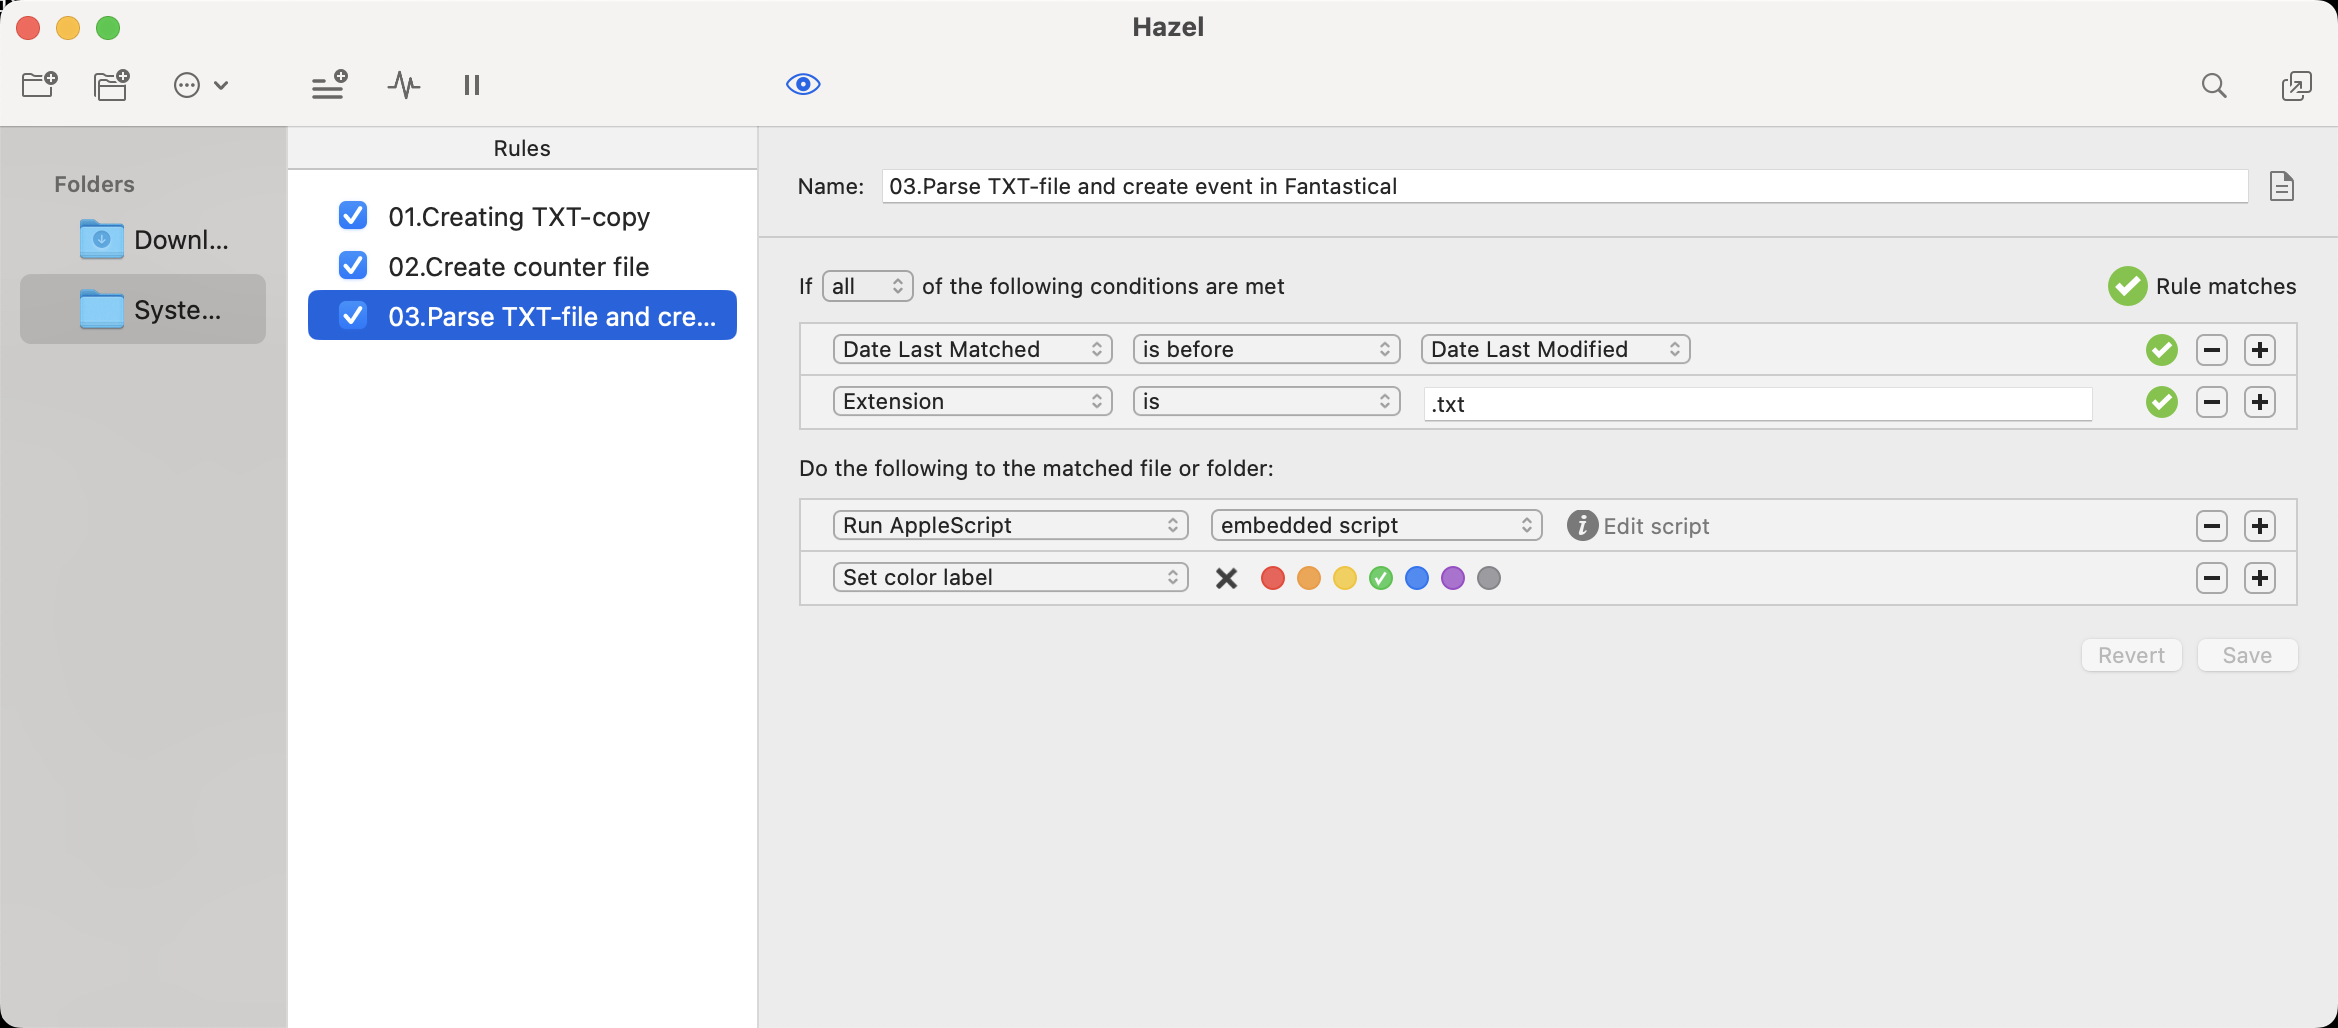 Hazel
Folders
Downl...
Syste...
Rules
01.Creating TXT-copy
02.Create counter file
03.Parse TXT-file and cre...
Name: 03.Parse TXT-file and create event in Fantastical
If all of the following conditions are met
Rule matches
Date Last Matched is before Date Last Modified
Extension is .txt
Do the following to the matched file or folder:
Run AppleScript embedded script Edit script
Set color label
Revert Save